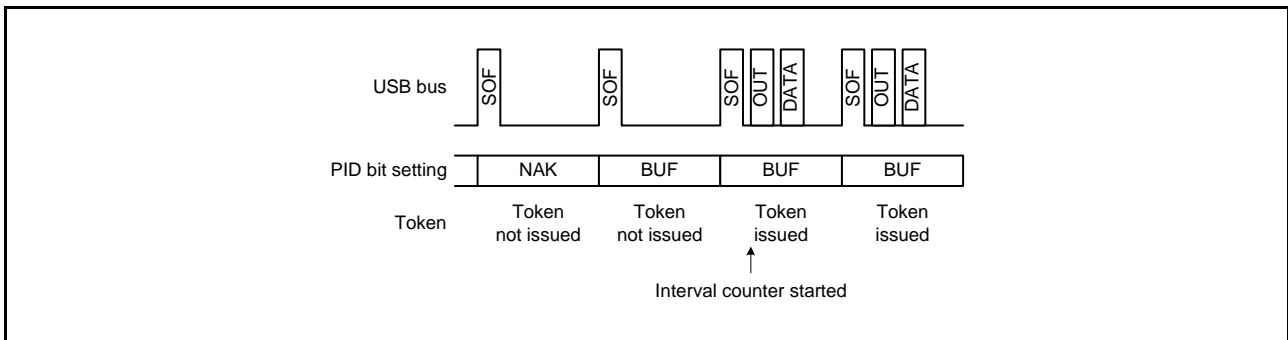 USB bus
SOF SOF SOF OUT DATA SOF OUT DATA
PID bit setting NAK BUF BUF BUF
Token Token not issued Token not issued Token issued Token issued
Interval counter started